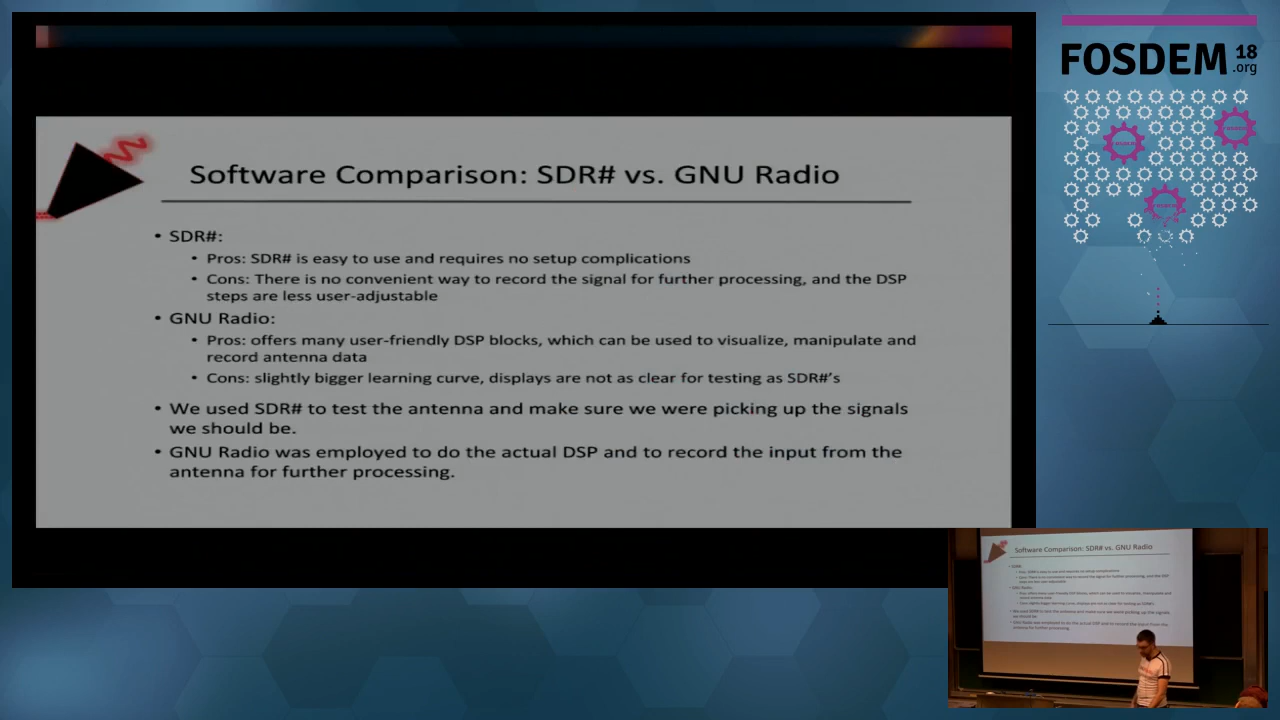 FOSDEM 18
.org
Software Comparison: SDR# vs. GNU Radio
• SDR#:
• Pros: SDR# is easy to use and requires no setup complications
• Cons: There is no convenient way to record the signal for further processing, and the DSP
steps are less user-adjustable
• GNU Radio:
• Pros: offers many user-friendly DSP blocks, which can be used to visualize, manipulate and
record antenna data
• Cons: slightly bigger learning curve, displays are not as clear for testing as SDR#'s
• We used SDR# to test the antenna and make sure we were picking up the signals
we should be.
• GNU Radio was employed to do the actual DSP and to record the input from the
antenna for further processing.
Software Comparison: SDR# vs. GNU Radio